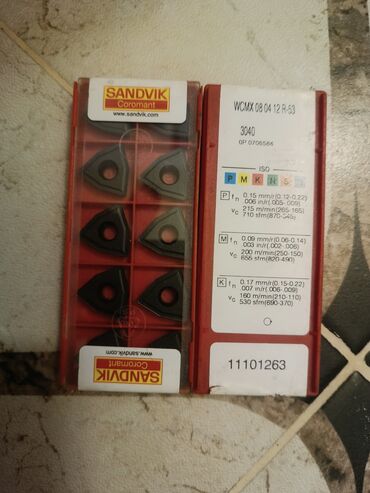 SANDVIK
Coromant
www.sandvik.com
www.sandvik.com
SANDVIK
Coromant
WCMX 08 04 12 R-53
3040
GP 0706584
ISO
P M K N S
P fn 0.15 mm/r(0.12-0.22)
.006 in/r(.005-.009)
vc 215 m/min(265-165)
710 sfm(870-545)
M fn 0.09 mm/r(0.06-0.14)
.003 in/r(.002-.006)
vc 200 m/min(250-150)
656 sfm(820-490)
K fn 0.17 mm/r(0.15-0.22)
.007 in/r(.006-.009)
vc 160 m/min(210-110)
530 sfm(690-370)
11101263